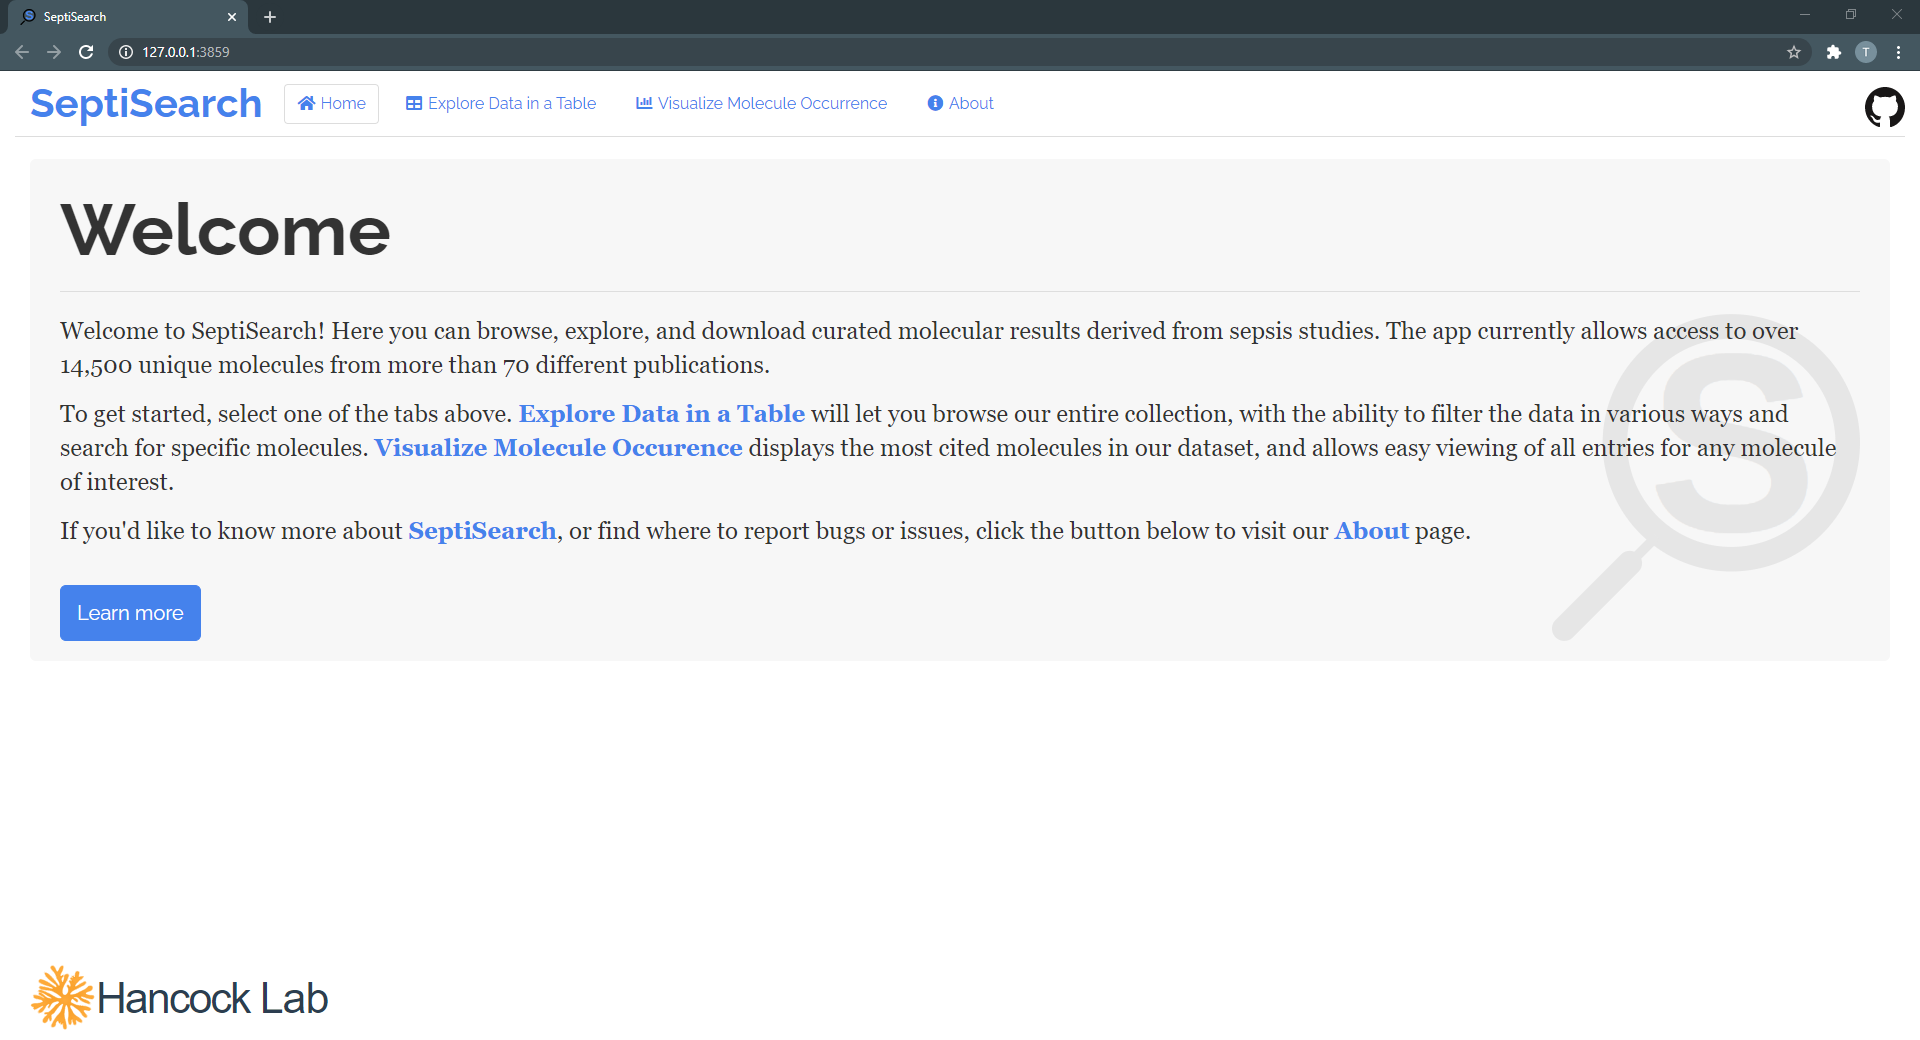 SeptiSearch
127.0.0.1:3859
T
SeptiSearch
Home
Explore Data in a Table
Visualize Molecule Occurrence
About
Welcome
Welcome to SeptiSearch! Here you can browse, explore, and download curated molecular results derived from sepsis studies. The app currently allows access to over
14,500 unique molecules from more than 70 different publications.
To get started, select one of the tabs above. Explore Data in a Table will let you browse our entire collection, with the ability to filter the data in various ways and
search for specific molecules. Visualize Molecule Occurence displays the most cited molecules in our dataset, and allows easy viewing of all entries for any molecule
of interest.
If you'd like to know more about SeptiSearch, or find where to report bugs or issues, click the button below to visit our About page.
S
Learn more
Hancock Lab